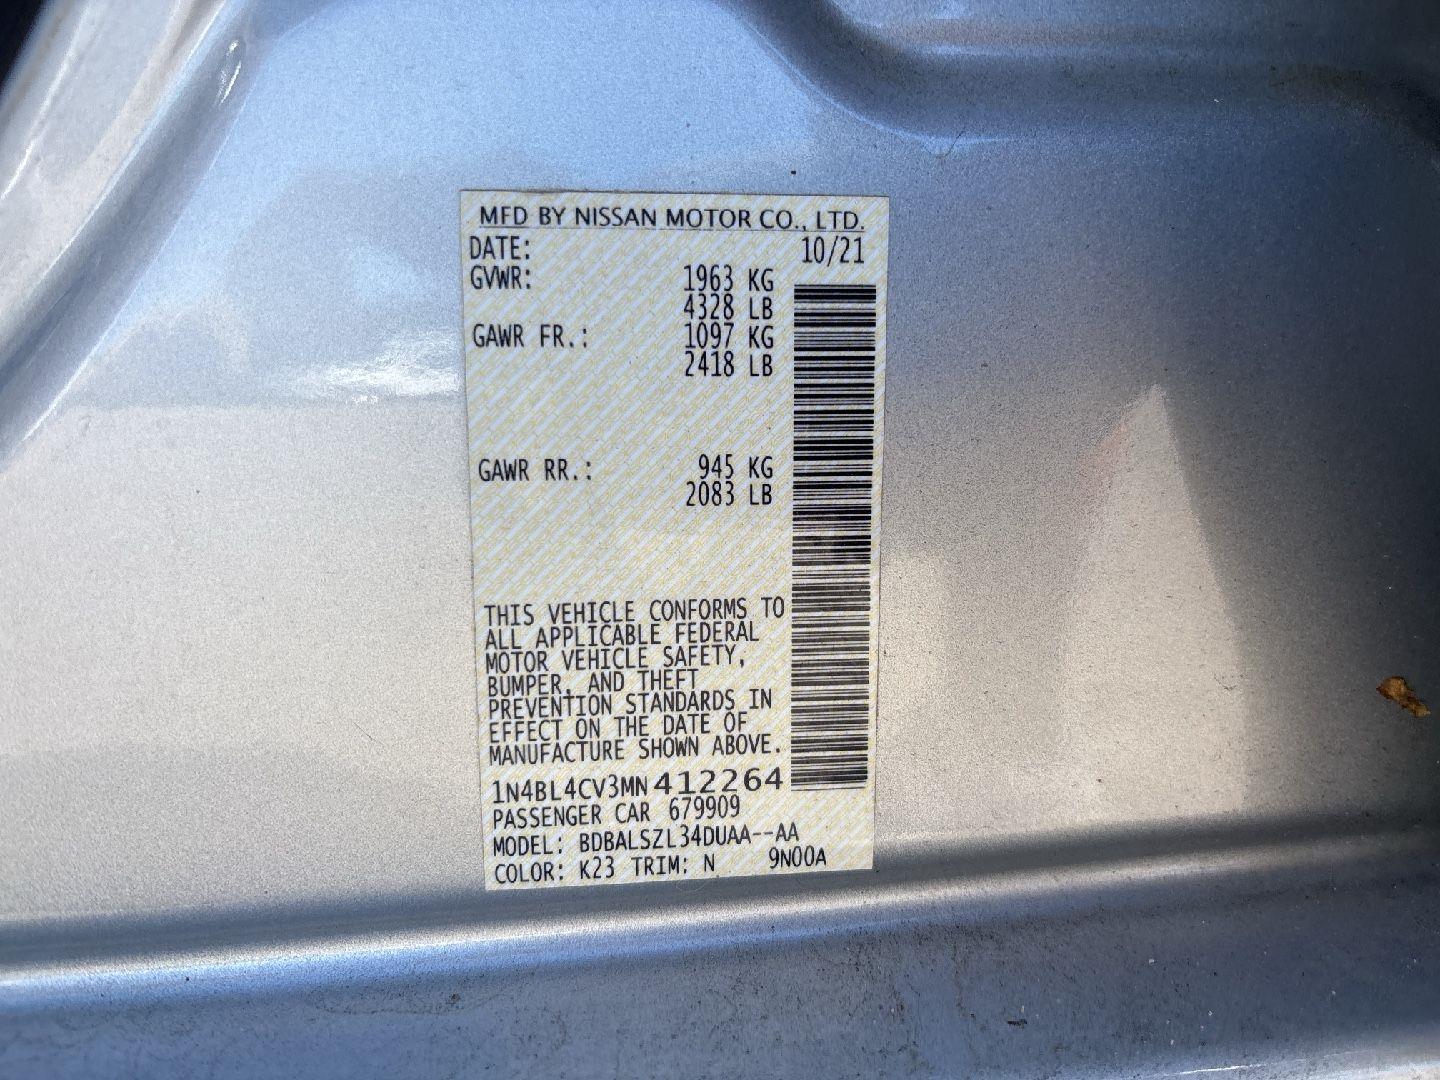 MFD BY NISSAN MOTOR CO., LTD.
DATE: 10/21
GVWR: 1963 KG
4328 LB
GAWR FR.: 1097 KG
2418 LB
GAWR RR.: 945 KG
2083 LB
THIS VEHICLE CONFORMS TO
ALL APPLICABLE FEDERAL
MOTOR VEHICLE SAFETY,
BUMPER, AND THEFT
PREVENTION STANDARDS IN
EFFECT ON THE DATE OF
MANUFACTURE SHOWN ABOVE.
1N4BL4CV3MN412264
PASSENGER CAR 679909
MODEL: BDBALSZL34DUAA--AA
COLOR: K23 TRIM: N 9N00A